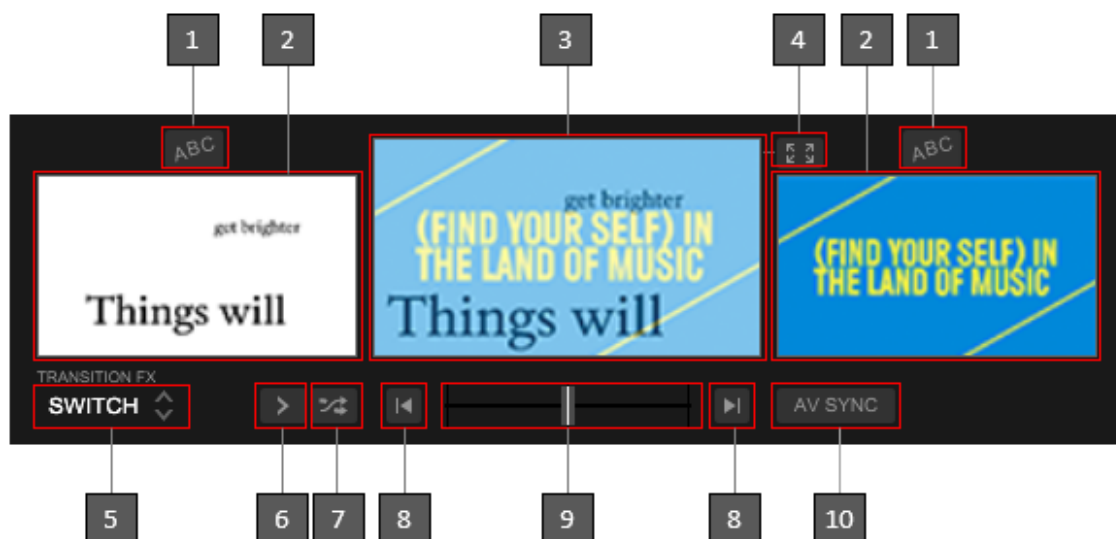 1
2
3
4
2
1
ABC
ABC
get brighter
Things will
get brighter
(FIND YOUR SELF) IN
THE LAND OF MUSIC
Things will
(FIND YOUR SELF) IN
THE LAND OF MUSIC
TRANSITION FX
SWITCH
AV SYNC
5
6
7
8
9
8
10